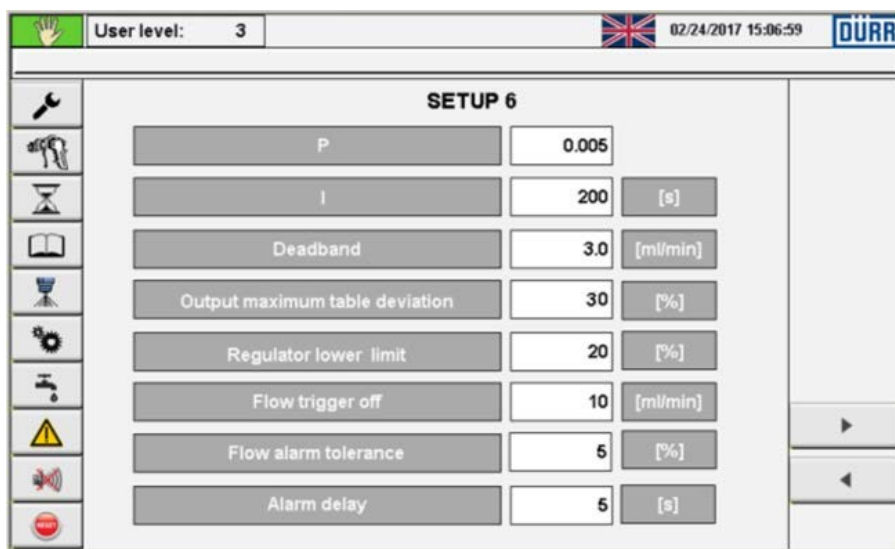 User level: 3 02/24/2017 15:06:59 DÜRR
SETUP 6
P 0.005
I 200 [s]
Deadband 3.0 [ml/min]
Output maximum table deviation 30 [%]
Regulator lower limit 20 [%]
Flow trigger off 10 [ml/min]
Flow alarm tolerance 5 [%]
Alarm delay 5 [s]
RESET